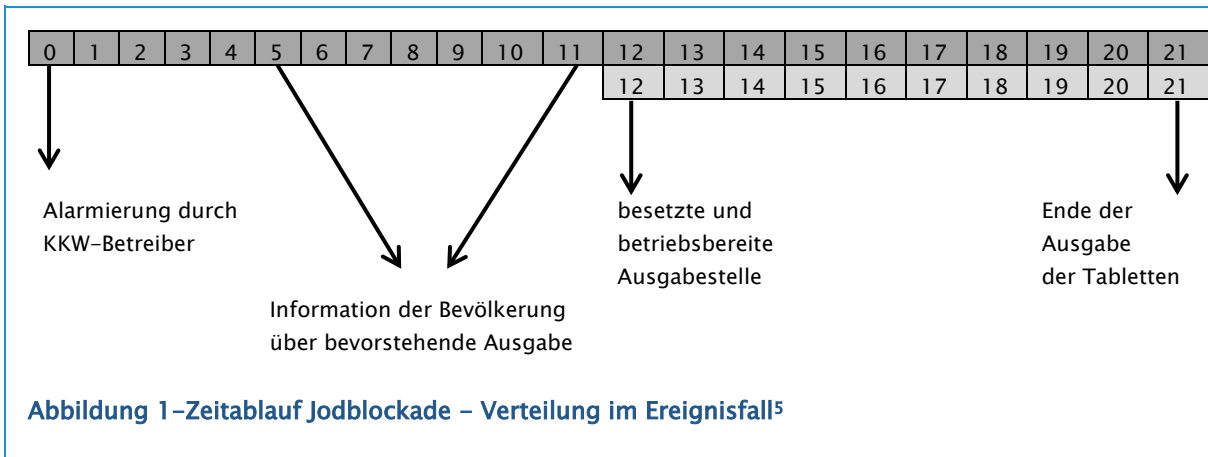 0 1 2 3 4 5 6 7 8 9 10 11 12 13 14 15 16 17 18 19 20 21
12 13 14 15 16 17 18 19 20 21
Alarmierung durch
KKW-Betreiber
Information der Bevölkerung
über bevorstehende Ausgabe
besetzte und
betriebsbereite
Ausgabestelle
Ende der
Ausgabe
der Tabletten
Abbildung 1-Zeitablauf Jodblockade - Verteilung im Ereignisfall⁵